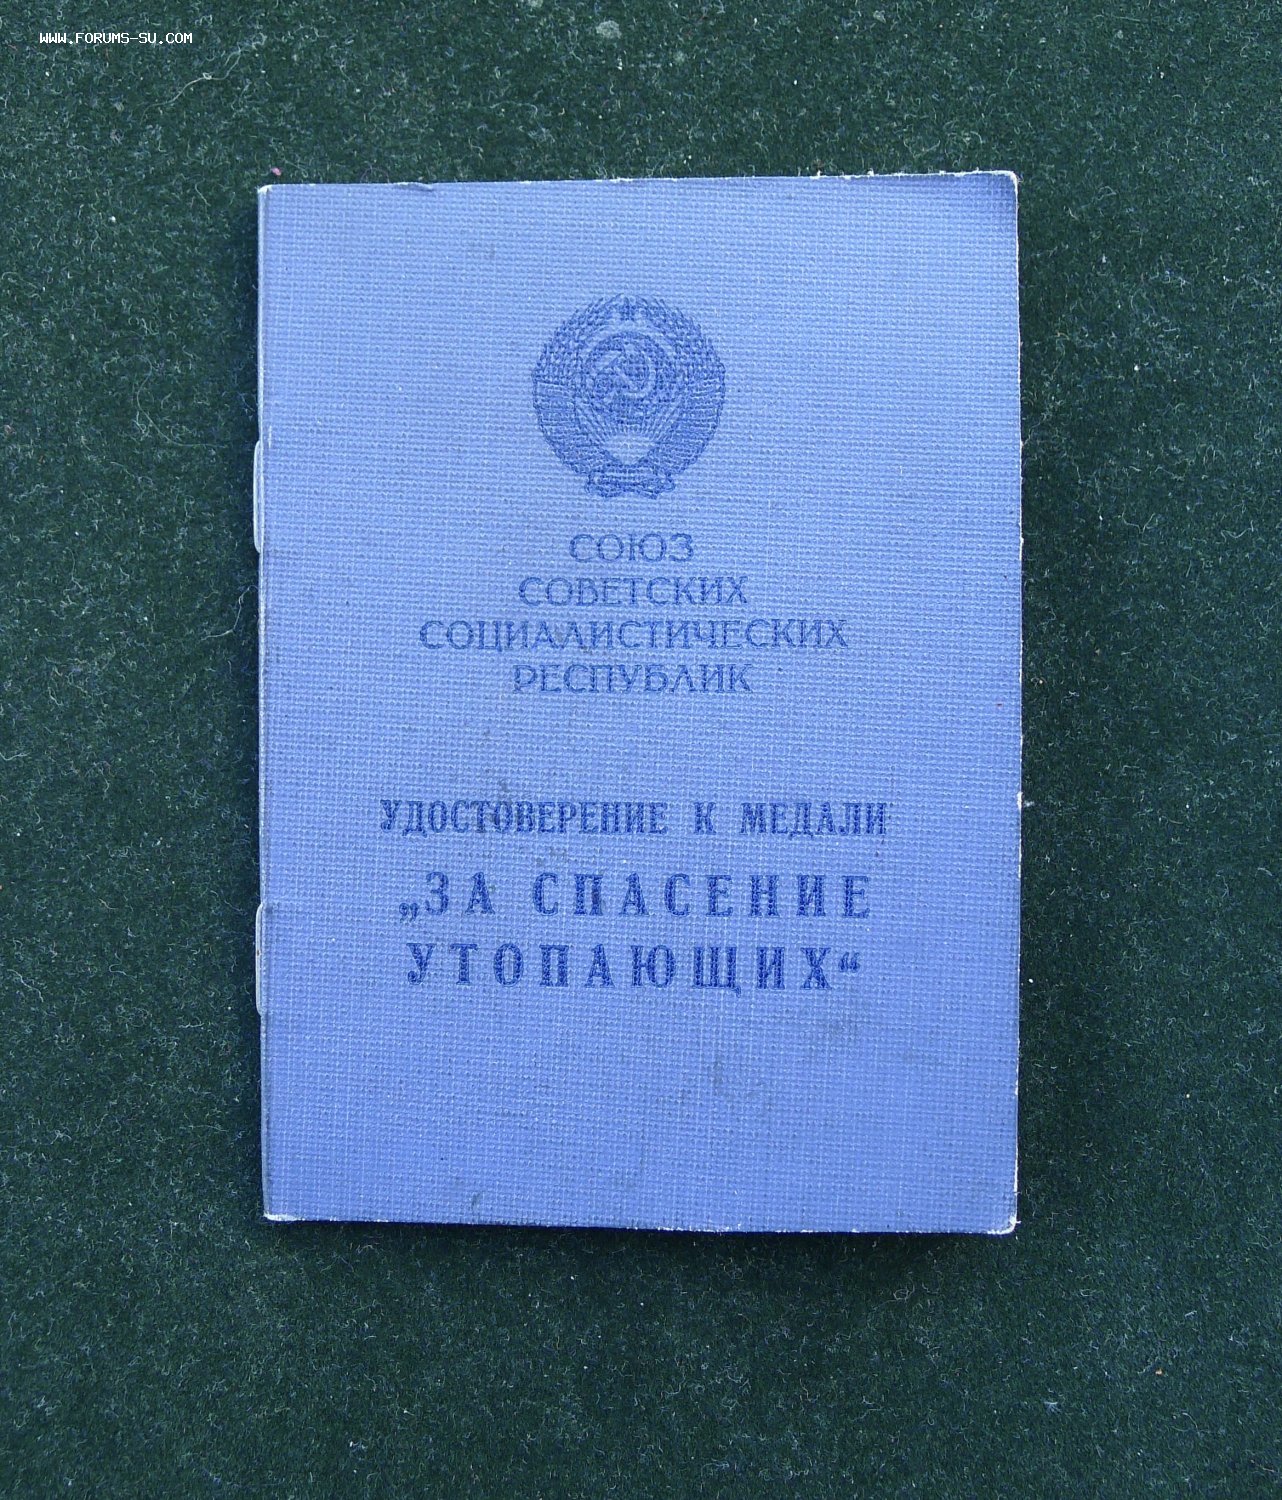 WWW.FORUMS-SU.COM
СОЮЗ
СОВЕТСКИХ
СОЦИАЛИСТИЧЕСКИХ
РЕСПУБЛИК
УДОСТОВЕРЕНИЕ К МЕДАЛИ
„ЗА СПАСЕНИЕ
УТОПАЮЩИХ“